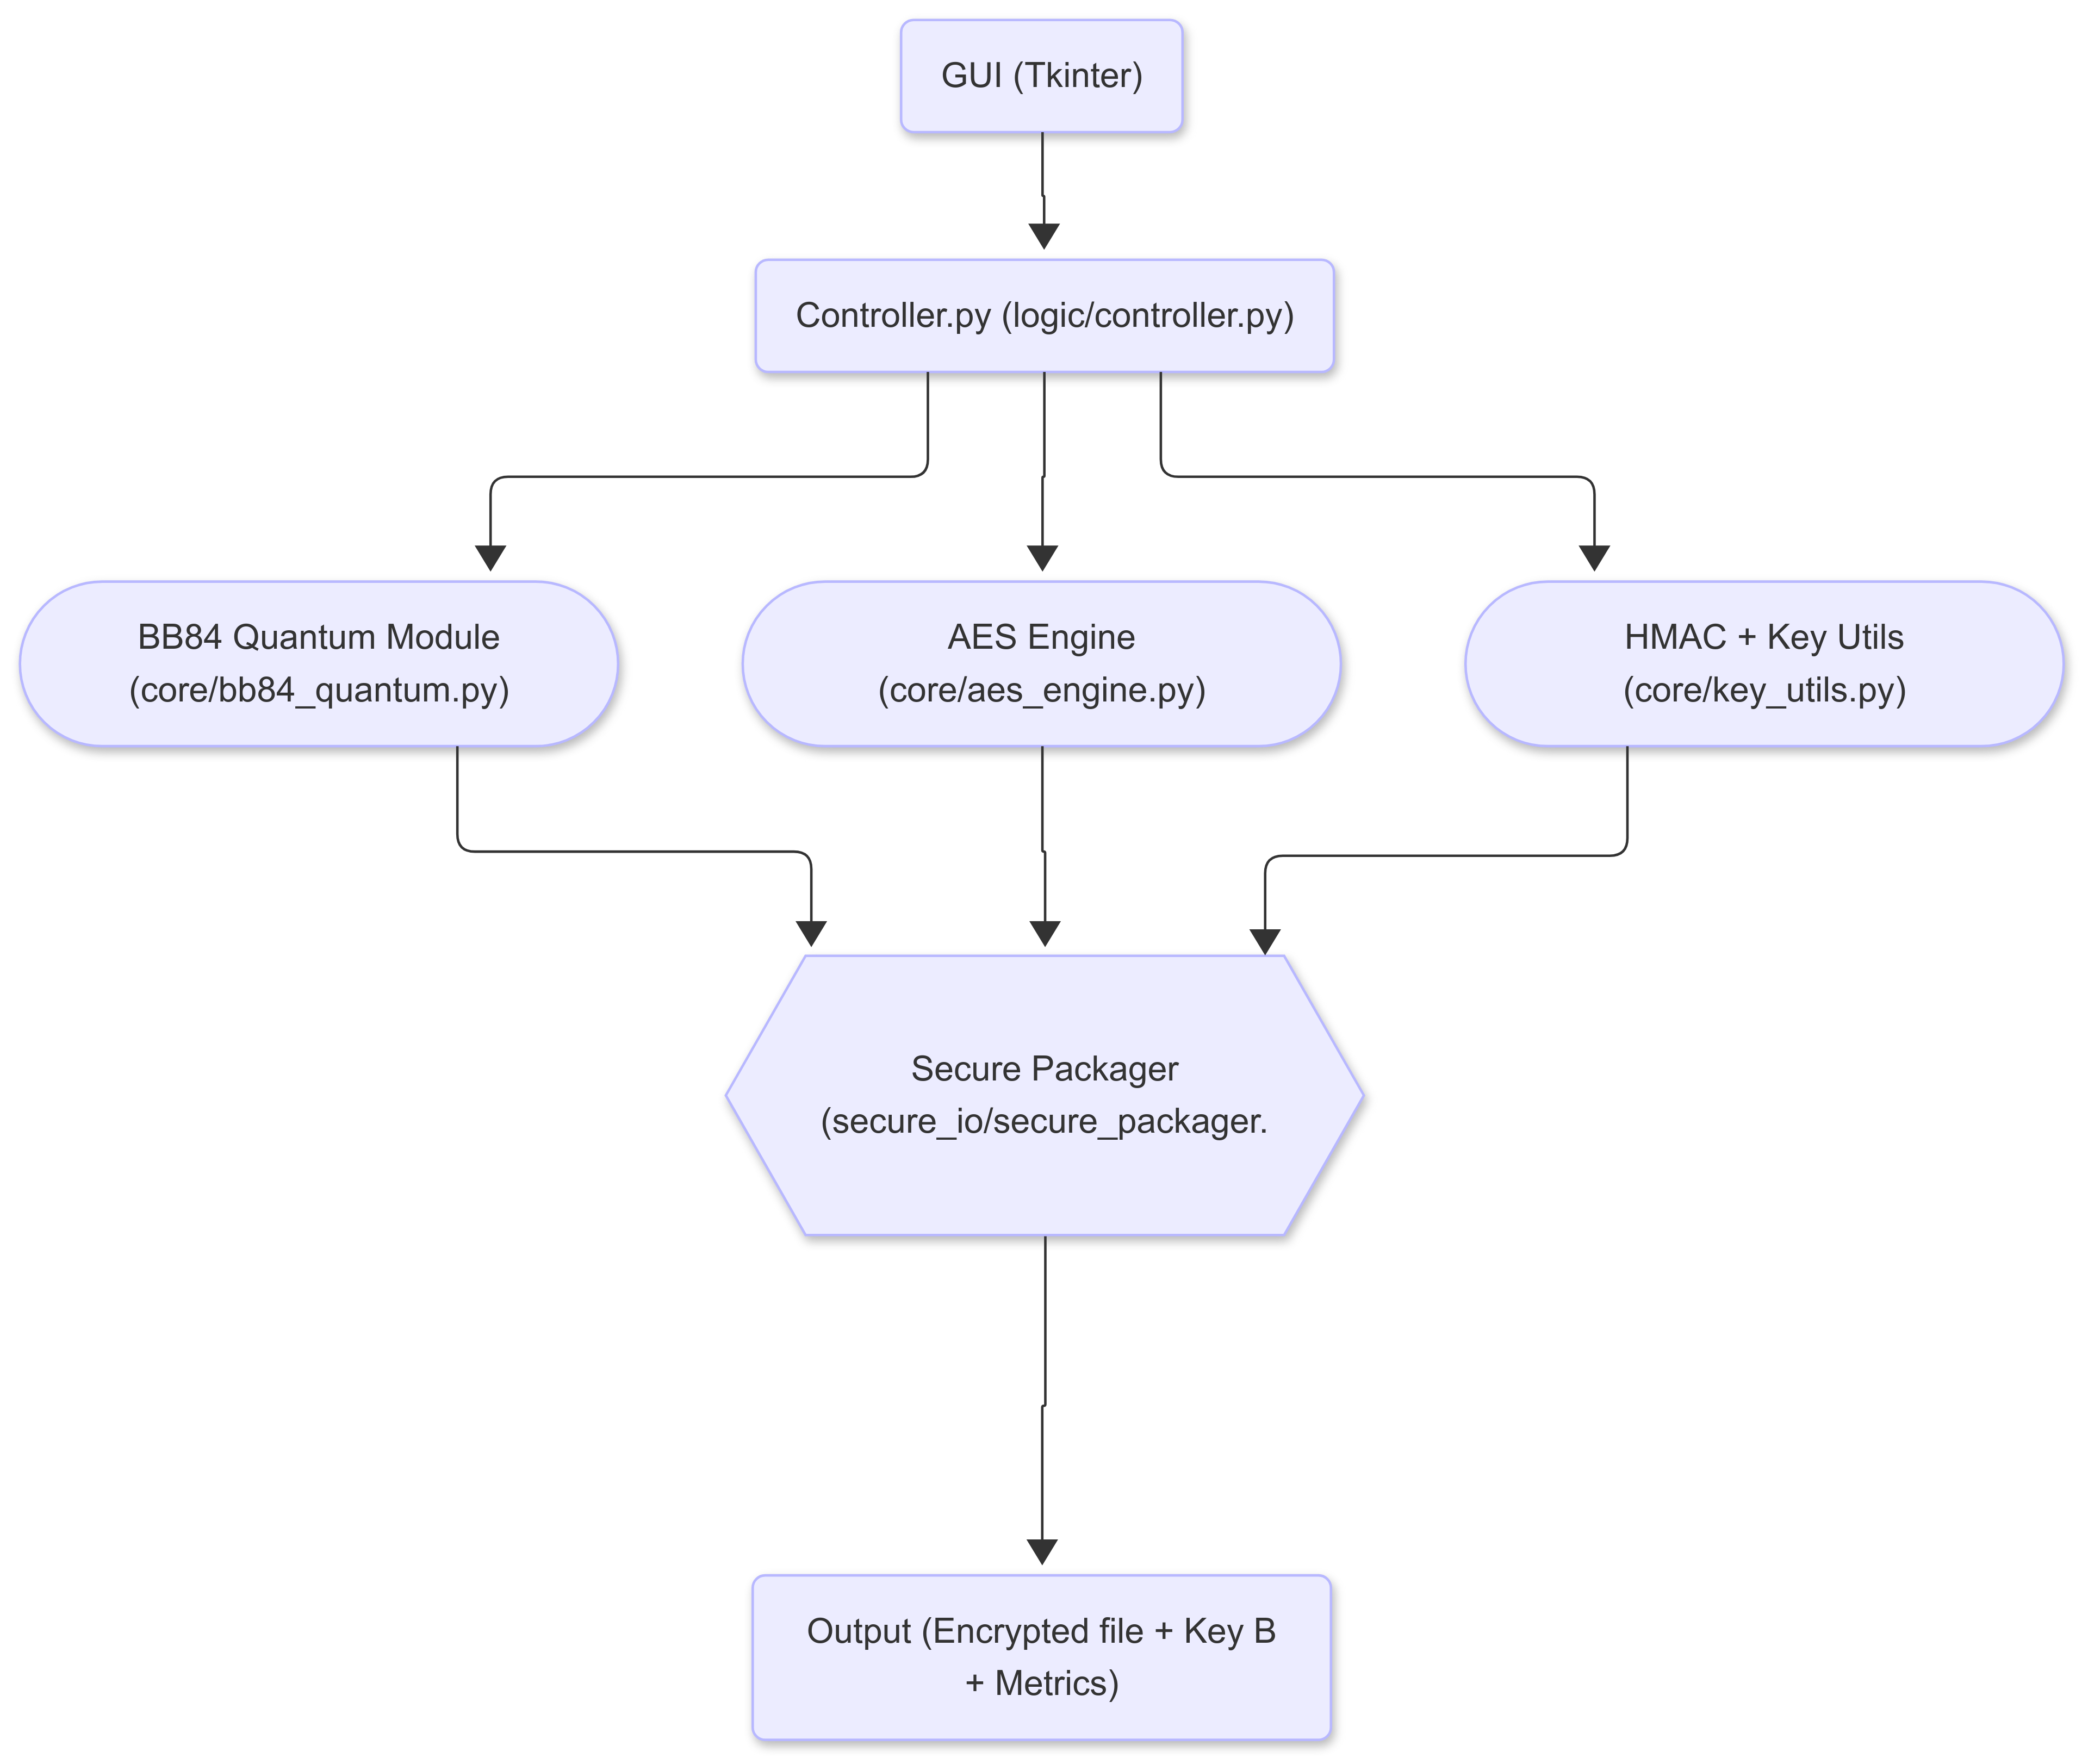 GUI (Tkinter)
Controller.py (logic/controller.py)
BB84 Quantum Module
(core/bb84_quantum.py)
AES Engine
(core/aes_engine.py)
HMAC + Key Utils
(core/key_utils.py)
Secure Packager
(secure_io/secure_packager.
Output (Encrypted file + Key B
+ Metrics)